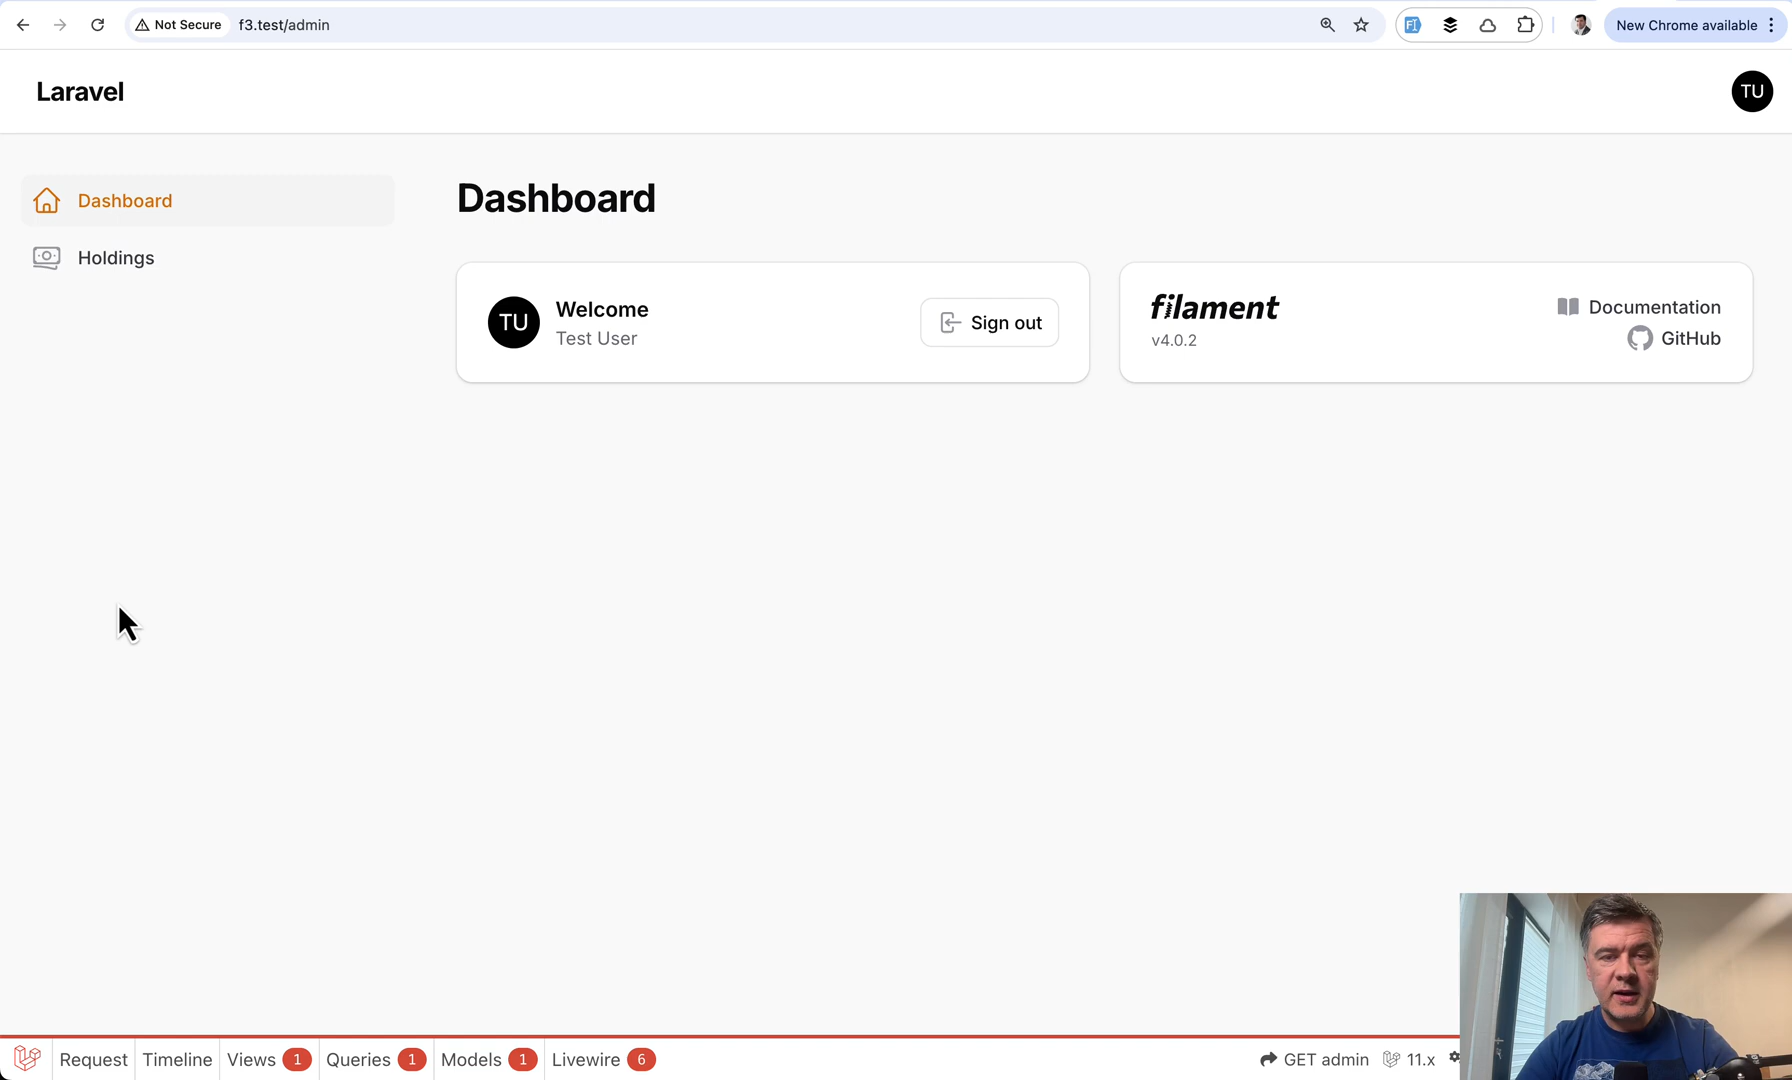 Not Secure f3.test/admin
New Chrome available
Laravel
TU
Dashboard
Holdings
Dashboard
TU
Welcome
Test User
Sign out
filament
v4.0.2
Documentation
GitHub
Request Timeline Views 1 Queries 1 Models 1 Livewire 6 GET admin 11.x